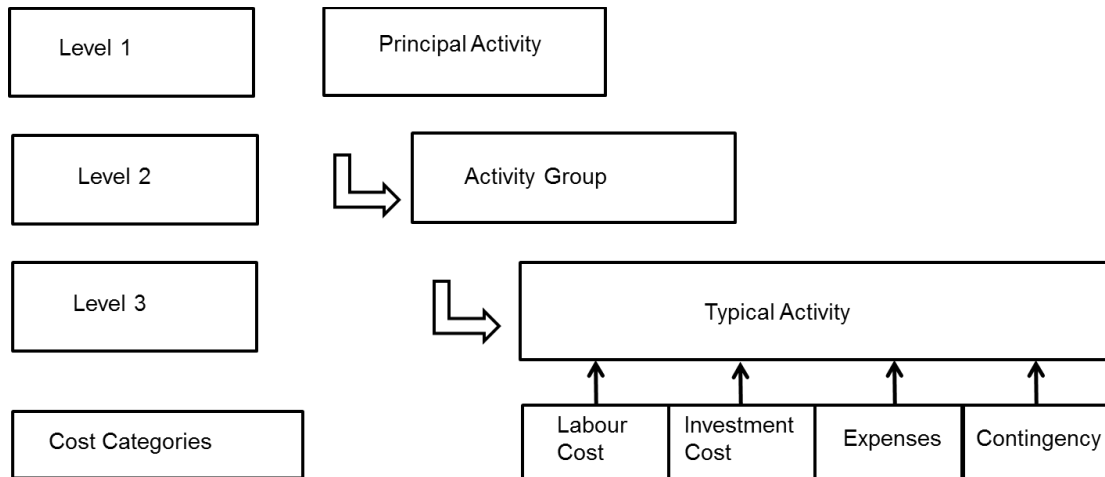 Level 1
Principal Activity
Level 2
Activity Group
Level 3
Typical Activity
Cost Categories
Labour
Cost
Investment
Cost
Expenses
Contingency